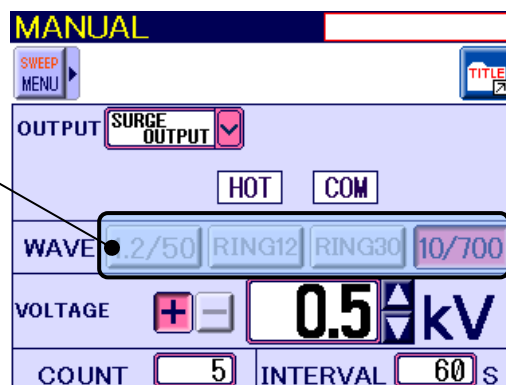 MANUAL
SWEEP
MENU
TITLE
OUTPUT SURGE
OUTPUT
HOT COM
WAVE 1.2/50 RING12 RING30 10/700
VOLTAGE + − 0.5 kV
COUNT 5 INTERVAL 60 s